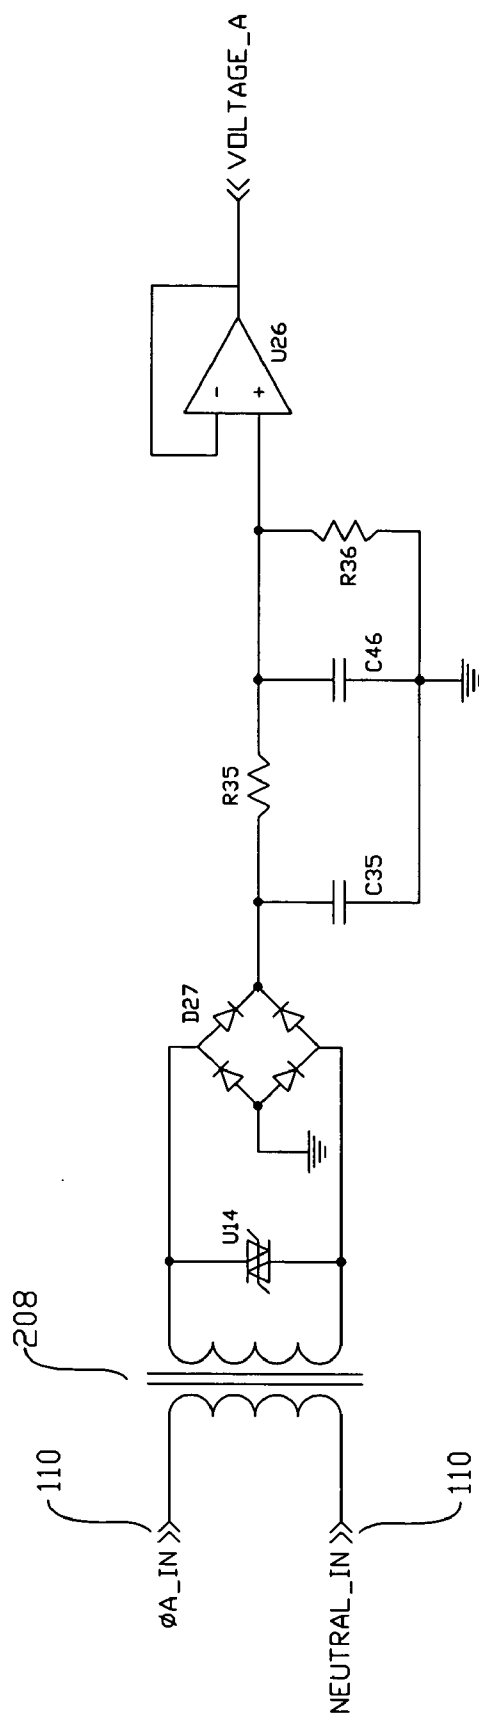 208
110
ØA_IN
NEUTRAL_IN
110
U14
D27
C35
R35
C46
R36
-
+
U26
VOLTAGE_A